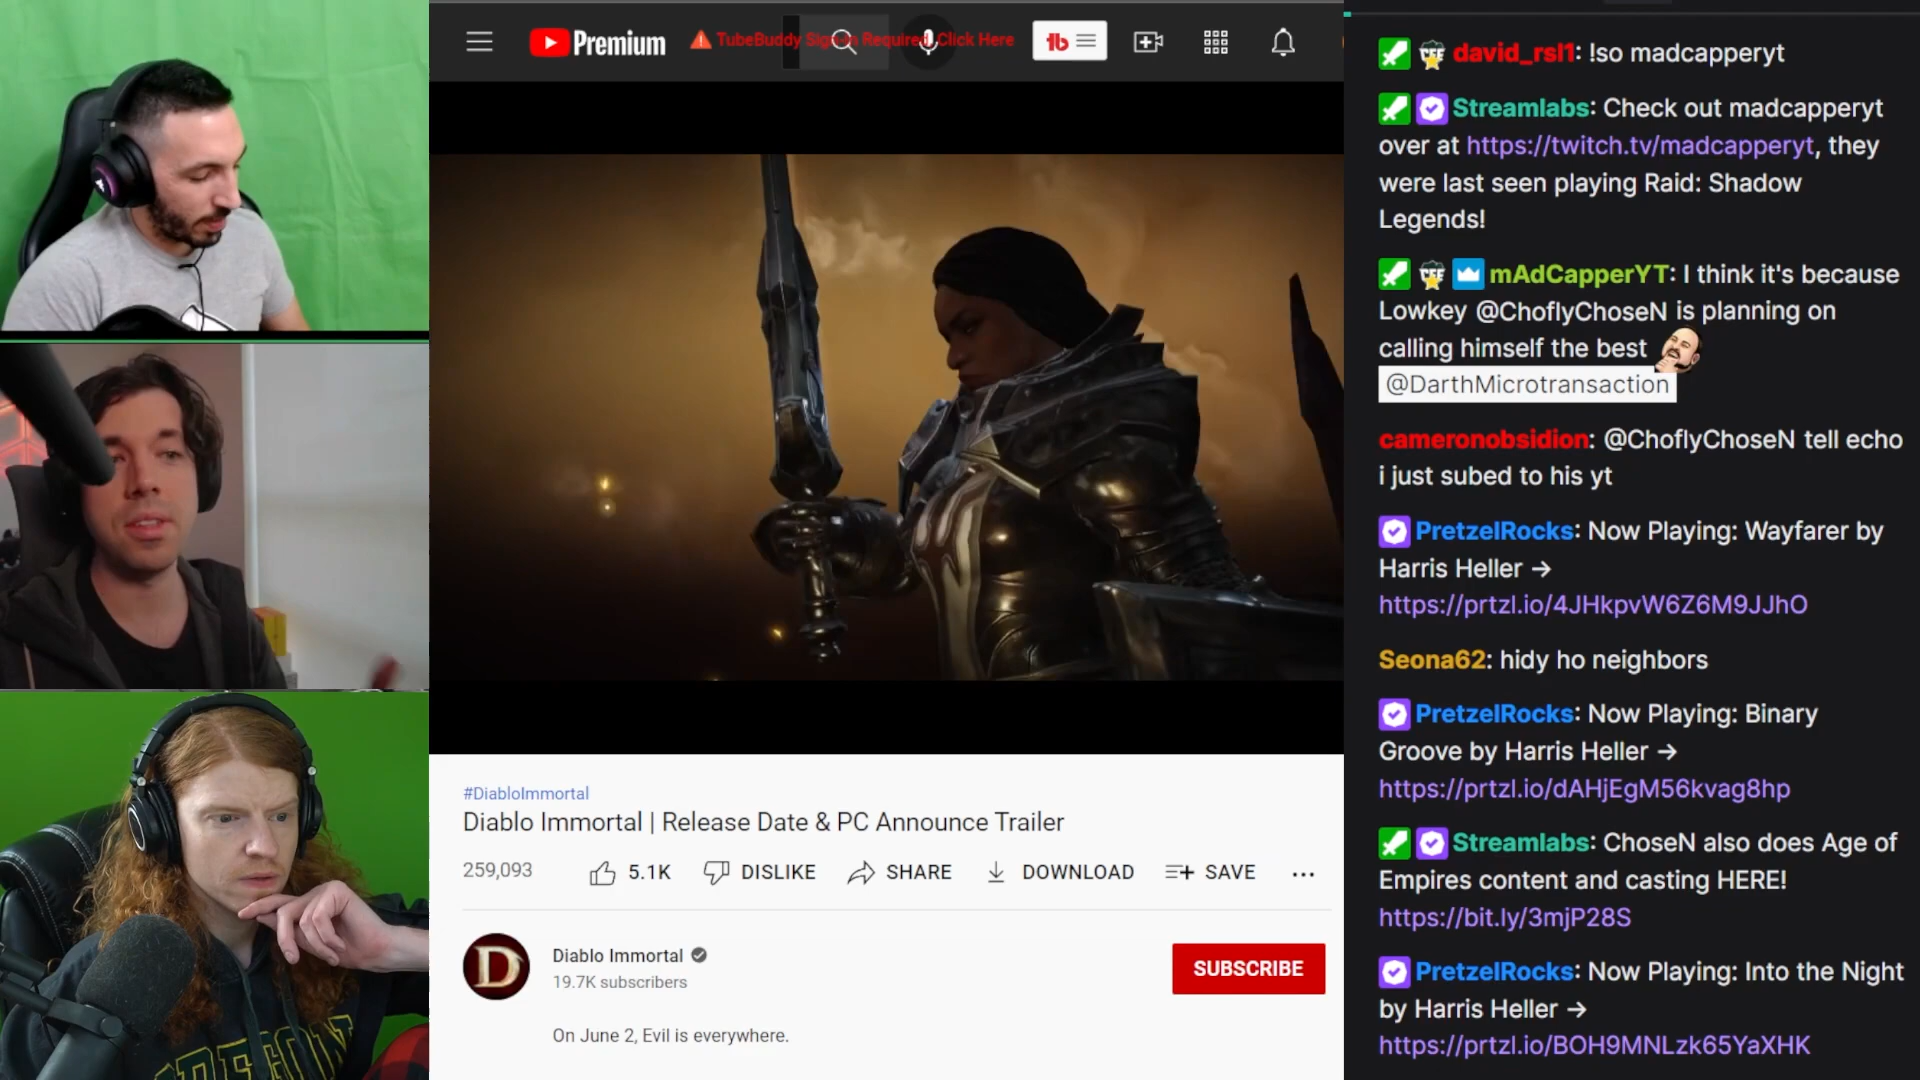 Premium
TubeBuddy Sign-in Required, Click Here
tb
#DiabloImmortal
Diablo Immortal | Release Date & PC Announce Trailer
259,093
5.1K
DISLIKE
SHARE
DOWNLOAD
SAVE
D
Diablo Immortal
19.7K subscribers
SUBSCRIBE
On June 2, Evil is everywhere.
OREGON
david_rsl1: !so madcapperyt
Streamlabs: Check out madcapperyt
over at https://twitch.tv/madcapperyt, they
were last seen playing Raid: Shadow
Legends!
mAdCapperYT: I think it's because
Lowkey @ChoflyChoseN is planning on
calling himself the best
@DarthMicrotransaction
cameronobsidion: @ChoflyChoseN tell echo
i just subed to his yt
PretzelRocks: Now Playing: Wayfarer by
Harris Heller →
https://prtzl.io/4JHkpvW6Z6M9JJhO
Seona62: hidy ho neighbors
PretzelRocks: Now Playing: Binary
Groove by Harris Heller →
https://prtzl.io/dAHjEgM56kvag8hp
Streamlabs: ChoseN also does Age of
Empires content and casting HERE!
https://bit.ly/3mjP28S
PretzelRocks: Now Playing: Into the Night
by Harris Heller →
https://prtzl.io/BOH9MNLzk65YaXHK